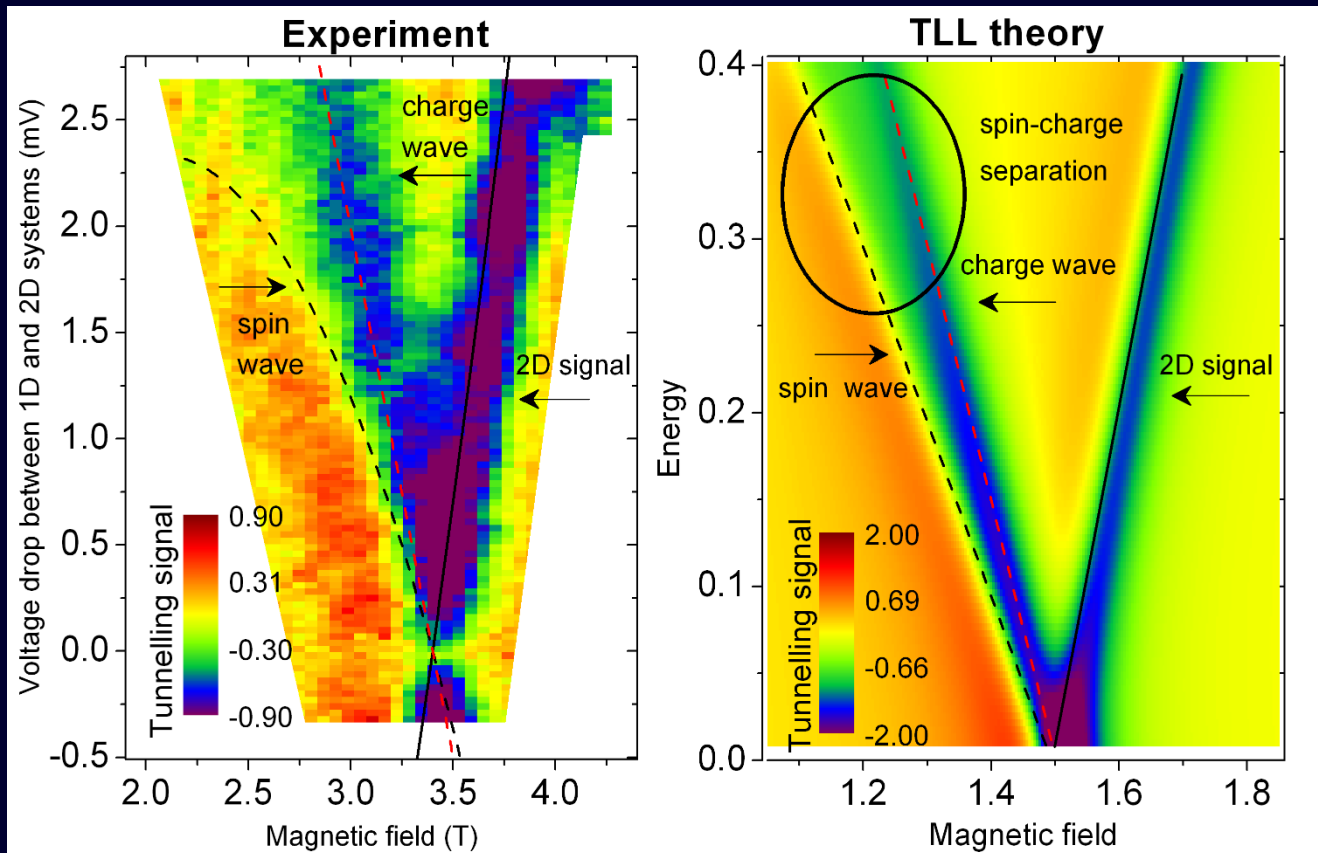 Experiment
Voltage drop between 1D and 2D systems (mV)
2.5
2.0
1.5
1.0
0.5
0.0
-0.5
charge
wave
spin
wave
2D signal
Tunnelling signal
0.90
0.31
-0.30
-0.90
2.0
2.5
3.0
3.5
4.0
Magnetic field (T)
TLL theory
Energy
0.4
0.3
0.2
0.1
0.0
spin-charge
separation
charge wave
spin wave
2D signal
Tunnelling signal
2.00
0.69
-0.66
-2.00
1.2
1.4
1.6
1.8
Magnetic field